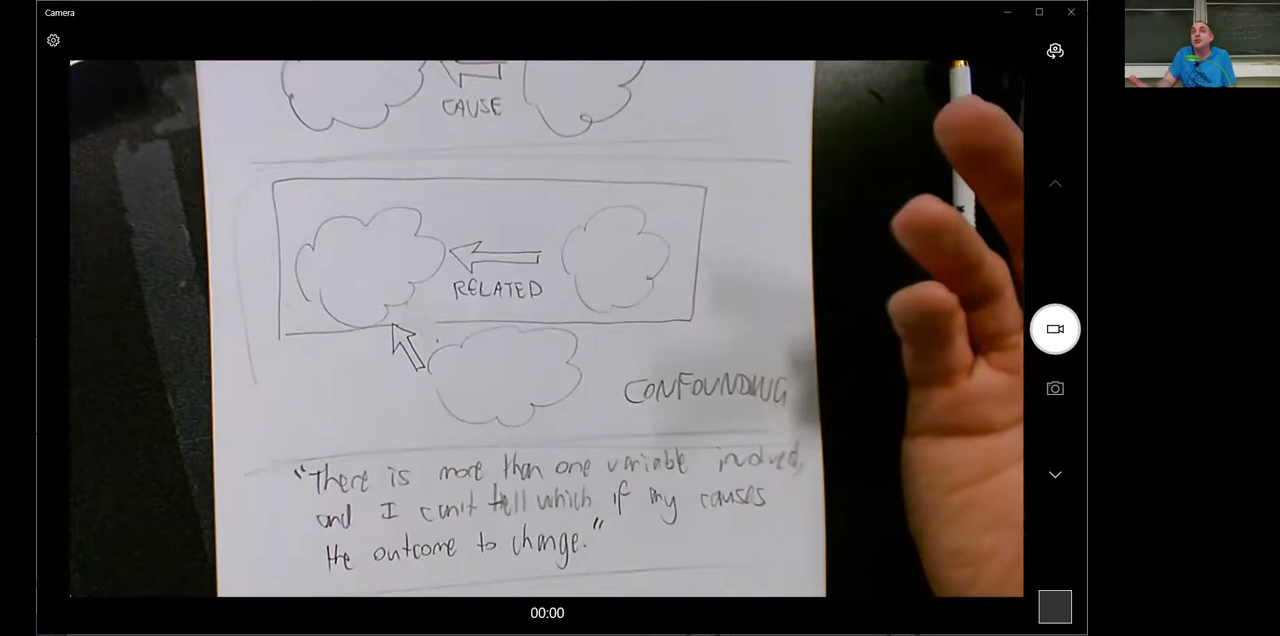 Camera
CAUSE
RELATED
CONFOUNDING
"There is more than one variable involved,
and I can't tell which if my causes
the outcome to change."
00:00